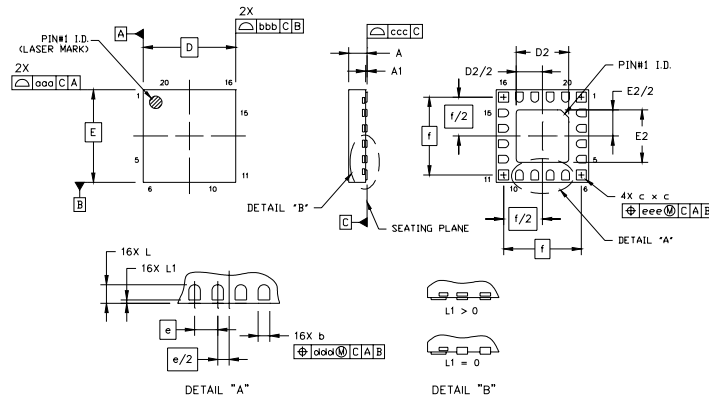 2X
bbb C B
A
D
PIN#1 I.D.
(LASER MARK)
2X
aaa C A
20
16
1
15
E
5
11
6
10
B
ccc C
A
A1
DETAIL "B"
C
SEATING PLANE
D2
D2/2
PIN#1 I.D.
16
20
1
15
E2/2
f/2
f
E2
5
11
10
6
4X c x c
eee M C A B
f/2
f
DETAIL "A"
16X L
16X L1
e
e/2
16X b
ddd M C A B
DETAIL "A"
L1 > 0
L1 = 0
DETAIL "B"